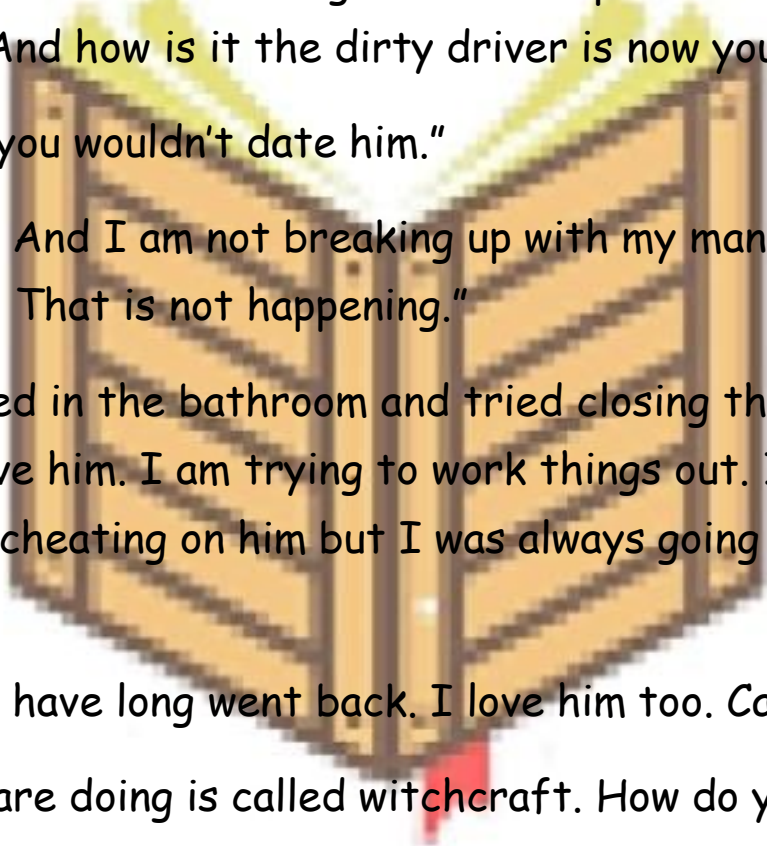 And how is it the dirty driver is now you
you wouldn't date him.”
And I am not breaking up with my man
That is not happening.”
ed in the bathroom and tried closing th
ve him. I am trying to work things out.
cheating on him but I was always going
have long went back. I love him too. Ca
are doing is called witchcraft. How do y